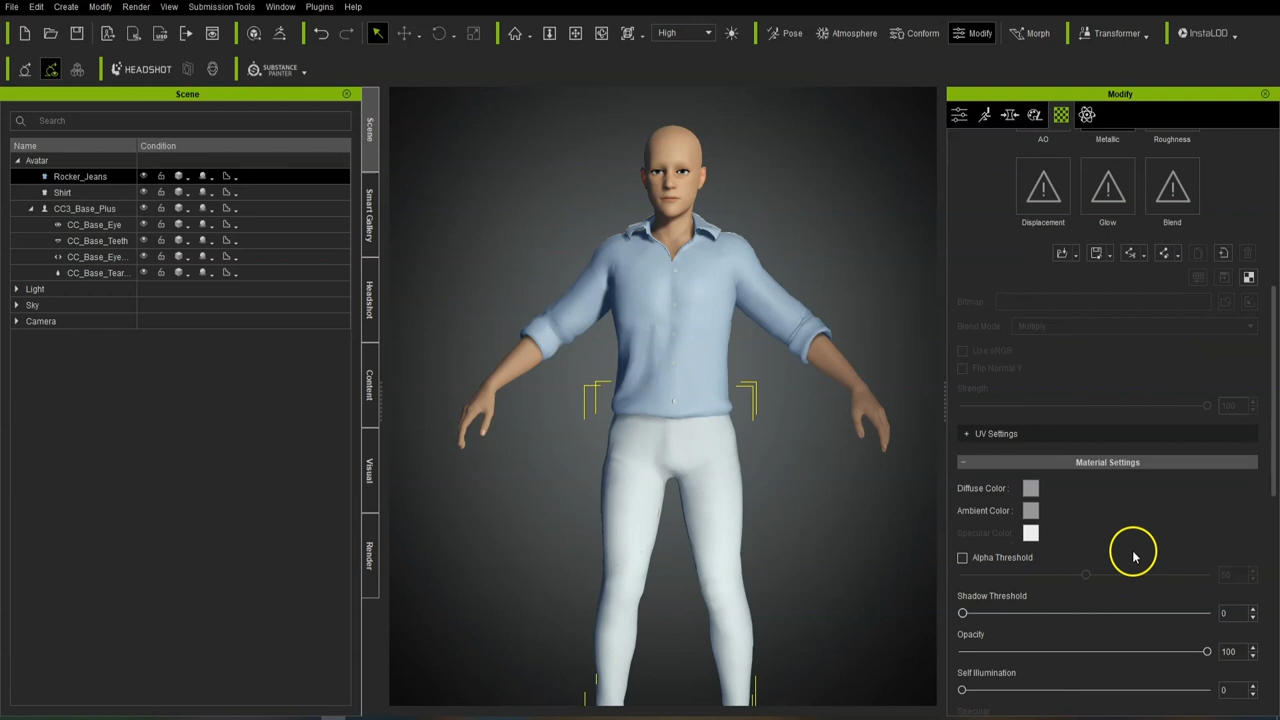 File Edit Create Modify Render View Submission Tools Window Plugins Help
High Pose Atmosphere Conform Modify Morph Transformer InstaLOD
HEADSHOT SUBSTANCE PAINTER
Scene
Search
Name Condition
Avatar
Rocker_Jeans
Shirt
CC3_Base_Plus
CC_Base_Eye
CC_Base_Teeth
CC_Base_Eye...
CC_Base_Tear...
Light
Sky
Camera
Scene
Smart Gallery
Headshot
Content
Visual
Render
Modify
AO Metallic Roughness
Displacement Glow Blend
Bitmap
Blend Mode Multiply
Use sRGB
Flip Normal Y
Strength
100
+ UV Settings
Material Settings
Diffuse Color :
Ambient Color :
Specular Color:
Alpha Threshold
50
Shadow Threshold
0
Opacity
100
Self Illumination
0
Specular